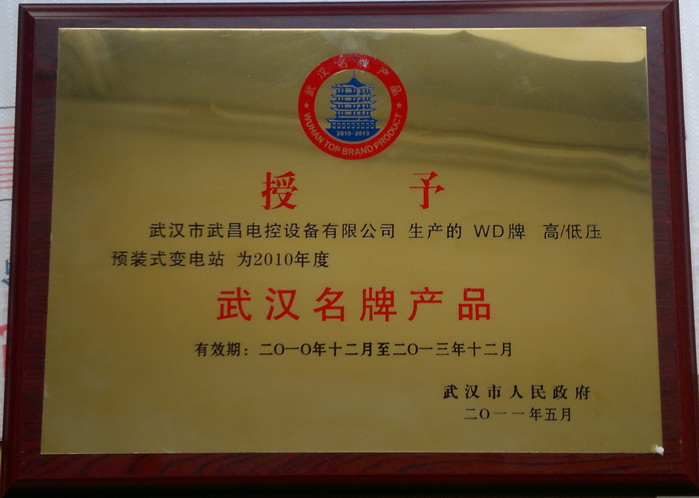 武汉名牌产品
2010-2013
WUHAN TOP BRAND PRODUCT
授 予
武汉市武昌电控设备有限公司 生产的 WD牌 高/低压
预装式变电站 为2010年度
武汉名牌产品
有效期：二〇一〇年十二月至二〇一三年十二月
武汉市人民政府
二〇一一年五月